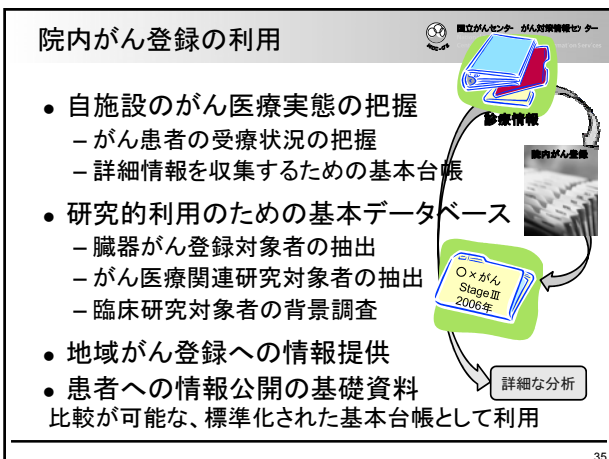 院内がん登録の利用
国立がんセンター がん対策情報センター
● 自施設のがん医療実態の把握
– がん患者の受療状況の把握
– 詳細情報を収集するための基本台帳
● 研究的利用のための基本データベース
– 臓器がん登録対象者の抽出
– がん医療関連研究対象者の抽出
– 臨床研究対象者の背景調査
● 地域がん登録への情報提供
● 患者への情報公開の基礎資料
比較が可能な、標準化された基本台帳として利用
診療情報
院内がん登録
○×がん
StageⅢ
2006年
詳細な分析
35